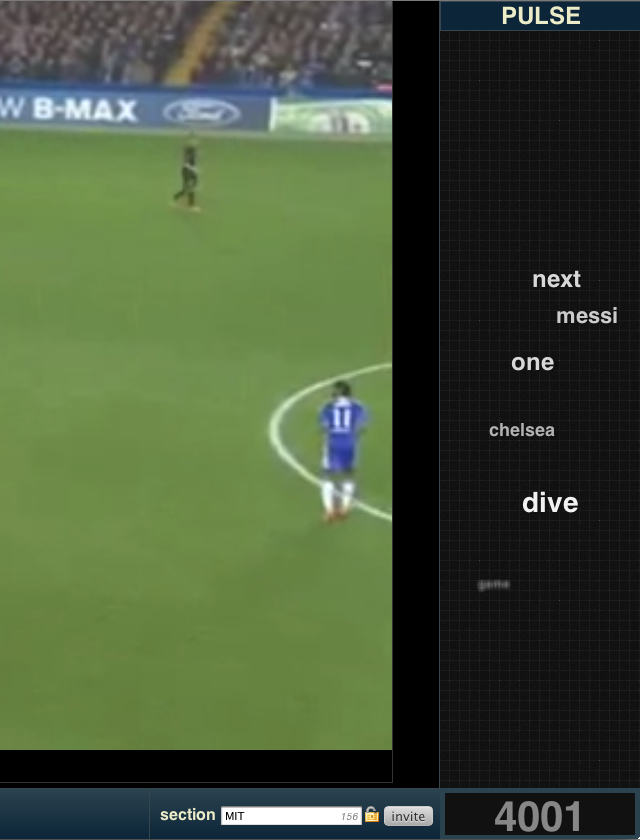 PULSE
W B-MAX Ford
next
messi
one
11
chelsea
dive
game
section MIT 156 invite 4001